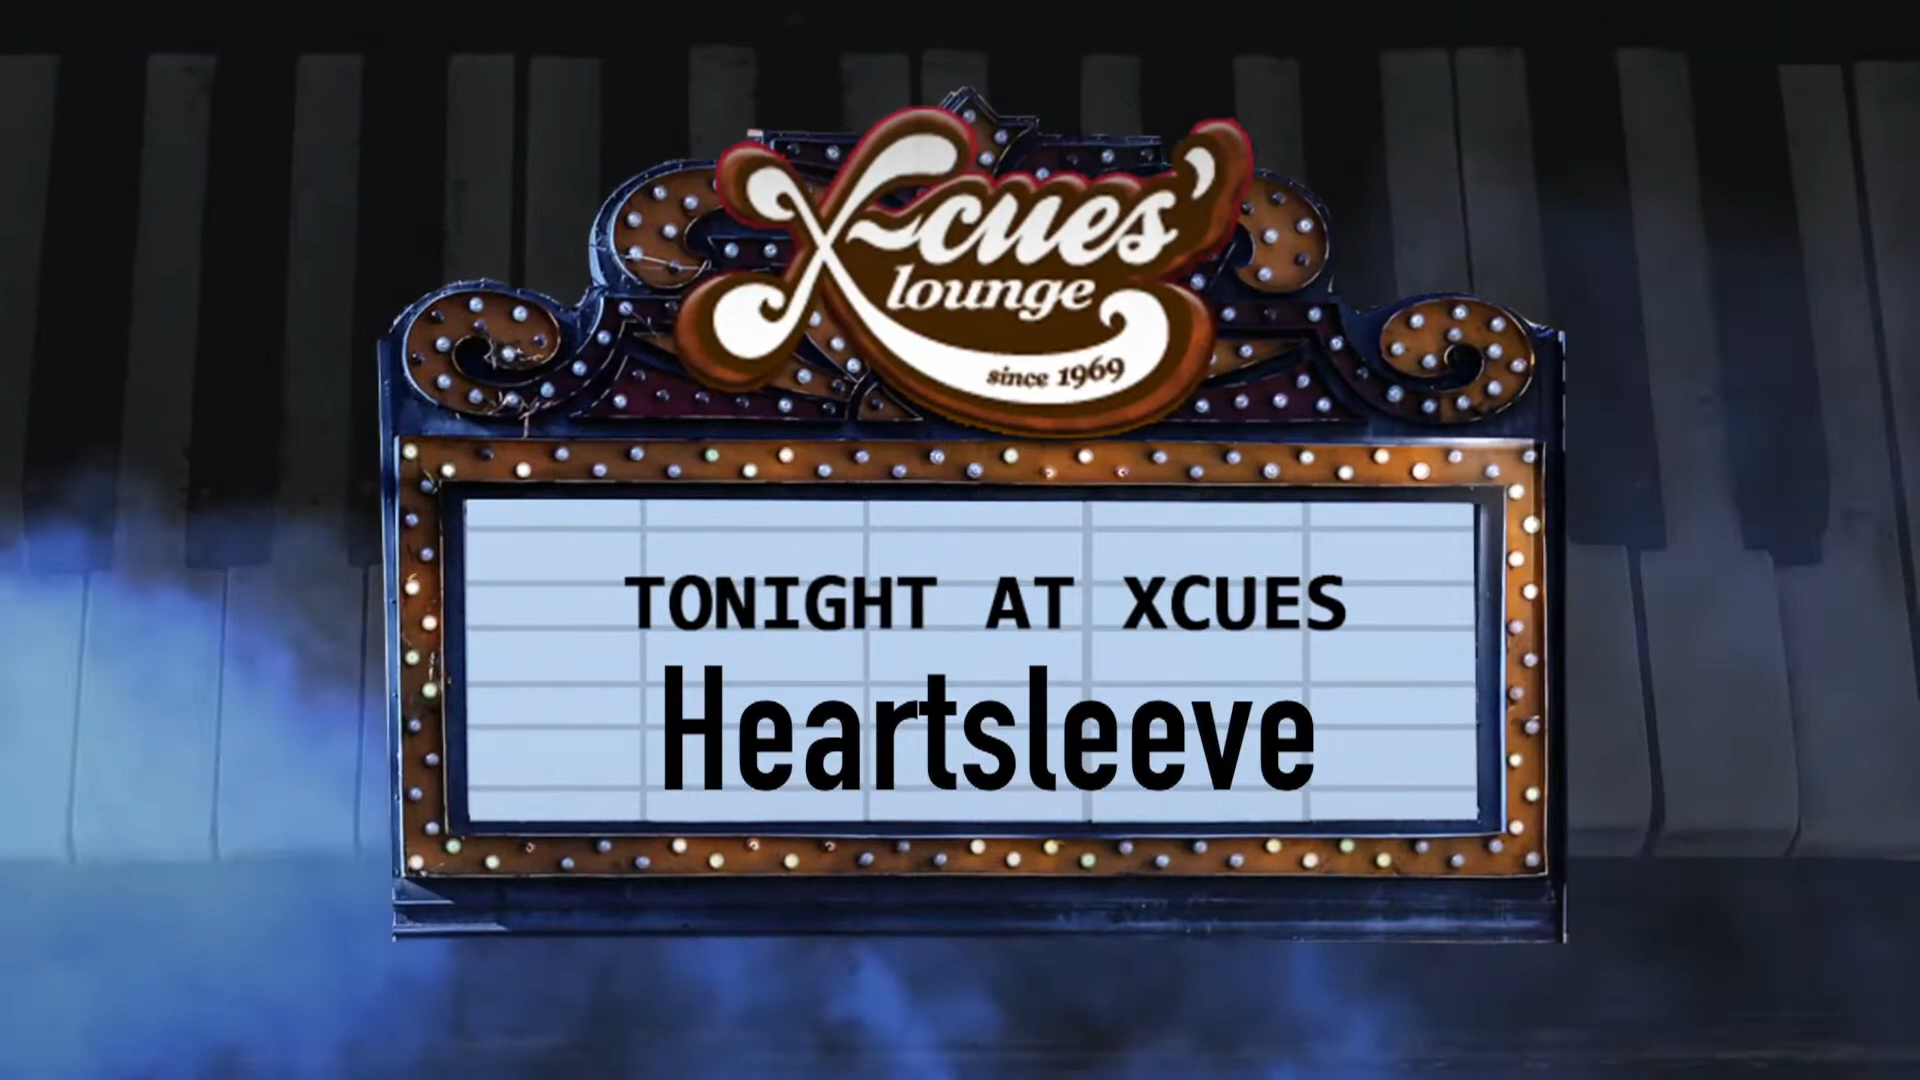 X-cues'
lounge
since 1969
TONIGHT AT XCUES
Heartsleeve